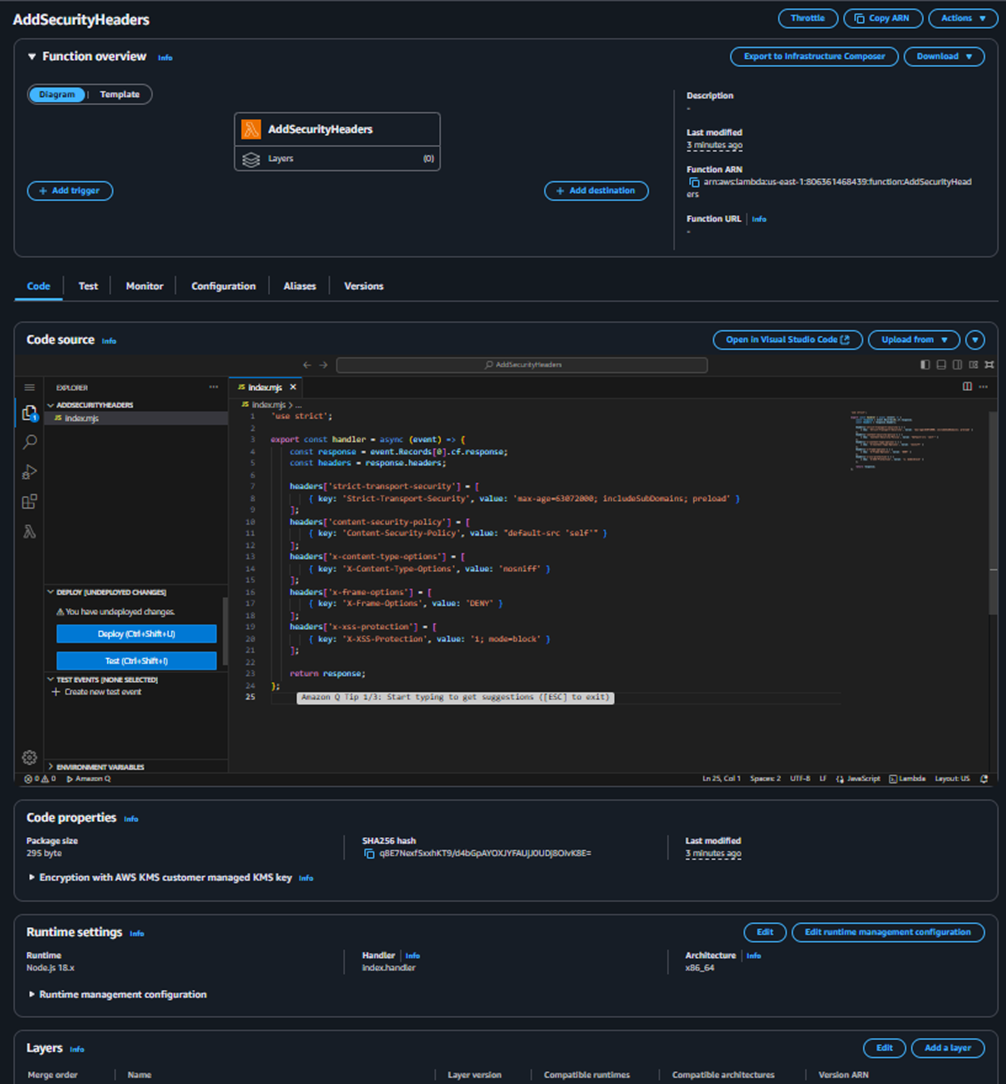 AddSecurityHeaders
Throttle
Copy ARN
Actions
Function overview Info
Export to Infrastructure Composer
Download
Diagram
Template
AddSecurityHeaders
Layers (0)
+ Add trigger
+ Add destination
Description
-
Last modified
3 minutes ago
Function ARN
arn:aws:lambda:us-east-1:806361468439:function:AddSecurityHead
ers
Function URL Info
-
Code
Test
Monitor
Configuration
Aliases
Versions
Code source Info
Open in Visual Studio Code
Upload from
AddSecurityHeaders
EXPLORER
ADDSECURITYHEADERS
JS index.mjs
JS index.mjs
JS index.mjs > ...
1 'use strict';
2
3 export const handler = async (event) => {
4 const response = event.Records[0].cf.response;
5 const headers = response.headers;
6
7 headers['strict-transport-security'] = [
8 { key: 'Strict-Transport-Security', value: 'max-age=63072000; includeSubDomains; preload' }
9 ];
10 headers['content-security-policy'] = [
11 { key: 'Content-Security-Policy', value: "default-src 'self'" }
12 ];
13 headers['x-content-type-options'] = [
14 { key: 'X-Content-Type-Options', value: 'nosniff' }
15 ];
16 headers['x-frame-options'] = [
17 { key: 'X-Frame-Options', value: 'DENY' }
18 ];
19 headers['x-xss-protection'] = [
20 { key: 'X-XSS-Protection', value: '1; mode=block' }
21 ];
22
23 return response;
24 };
25 Amazon Q Tip 1/3: Start typing to get suggestions ([ESC] to exit)
DEPLOY [UNDEPLOYED CHANGES]
You have undeployed changes.
Deploy (Ctrl+Shift+U)
Test (Ctrl+Shift+I)
TEST EVENTS [NONE SELECTED]
+ Create new test event
ENVIRONMENT VARIABLES
0 0 Amazon Q
Ln 25, Col 1 Spaces: 2 UTF-8 LF JavaScript Lambda Layout: US
Code properties Info
Package size
295 byte
SHA256 hash
Last modified
3 minutes ago
Encryption with AWS KMS customer managed KMS key Info
Runtime settings Info
Edit
Edit runtime management configuration
Runtime
Node.js 18.x
Handler Info
index.handler
Architecture Info
x86_64
Runtime management configuration
Layers Info
Edit
Add a layer
Merge order
Name
Layer version
Compatible runtimes
Compatible architectures
Version ARN